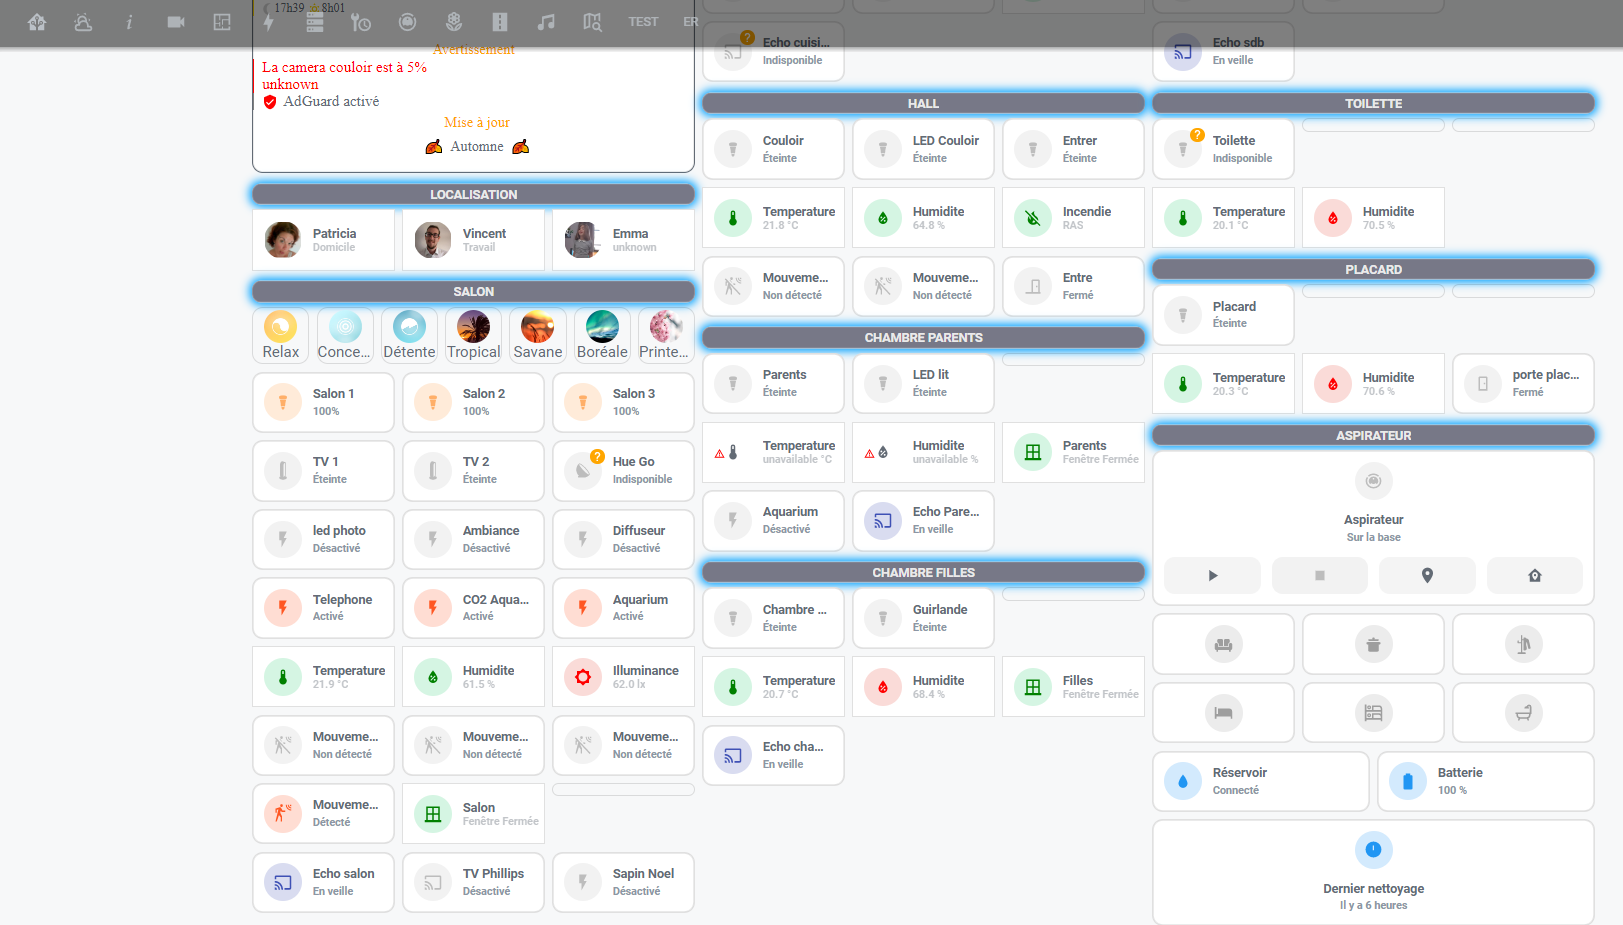 17h39 8h01
TEST
ER
Avertissement
La camera couloir est à 5%
unknown
AdGuard activé
Mise à jour
Automne
LOCALISATION
Patricia
Domicile
Vincent
Travail
Emma
unknown
SALON
Relax
Conce...
Détente
Tropical
Savane
Boréale
Printe...
Salon 1
100%
Salon 2
100%
Salon 3
100%
TV 1
Éteinte
TV 2
Éteinte
?
Hue Go
Indisponible
led photo
Désactivé
Ambiance
Désactivé
Diffuseur
Désactivé
Telephone
Activé
CO2 Aqua...
Activé
Aquarium
Activé
Temperature
21.9 °C
Humidite
61.5 %
Illuminance
62.0 lx
Mouveme...
Non détecté
Mouveme...
Non détecté
Mouveme...
Non détecté
Mouveme...
Détecté
Salon
Fenêtre Fermée
Echo salon
En veille
TV Phillips
Désactivé
Sapin Noel
Désactivé
?
Echo cuisi...
Indisponible
HALL
Couloir
Éteinte
LED Couloir
Éteinte
Entrer
Éteinte
Temperature
21.8 °C
Humidite
64.8 %
Incendie
RAS
Mouveme...
Non détecté
Mouveme...
Non détecté
Entre
Fermé
CHAMBRE PARENTS
Parents
Éteinte
LED lit
Éteinte
Temperature
unavailable °C
Humidite
unavailable %
Parents
Fenêtre Fermée
Aquarium
Désactivé
Echo Pare...
En veille
CHAMBRE FILLES
Chambre ...
Éteinte
Guirlande
Éteinte
Temperature
20.7 °C
Humidite
68.4 %
Filles
Fenêtre Fermée
Echo cha...
En veille
Echo sdb
En veille
TOILETTE
?
Toilette
Indisponible
Temperature
20.1 °C
Humidite
70.5 %
PLACARD
Placard
Éteinte
Temperature
20.3 °C
Humidite
70.6 %
porte plac...
Fermé
ASPIRATEUR
Aspirateur
Sur la base
Réservoir
Connecté
Batterie
100 %
Dernier nettoyage
Il y a 6 heures